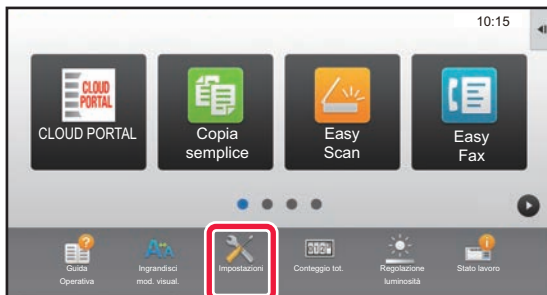 10:15
CLOUD
PORTAL
CLOUD PORTAL
Copia
semplice
Easy
Scan
Easy
Fax
Guida
Operativa
Ingrandisci
mod. visual.
Impostazioni
Conteggio tot.
Regolazione
luminosità
Stato lavoro